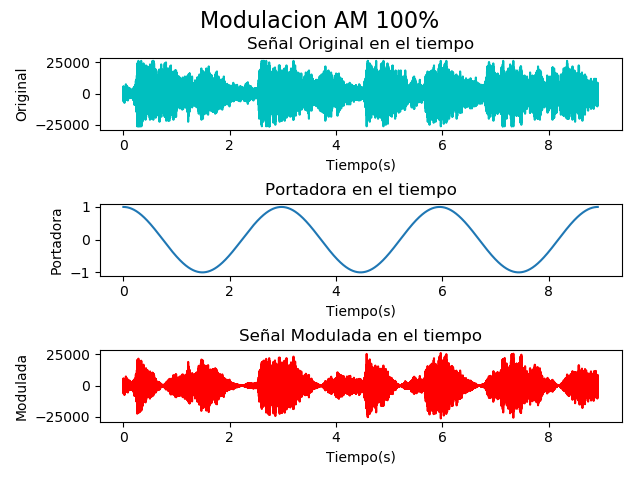 Modulacion AM 100%
Señal Original en el tiempo
Original
25000
0
−25000
0 2 4 6 8
Tiempo(s)
Portadora en el tiempo
Portadora
1
0
−1
0 2 4 6 8
Tiempo(s)
Señal Modulada en el tiempo
Modulada
25000
0
−25000
0 2 4 6 8
Tiempo(s)